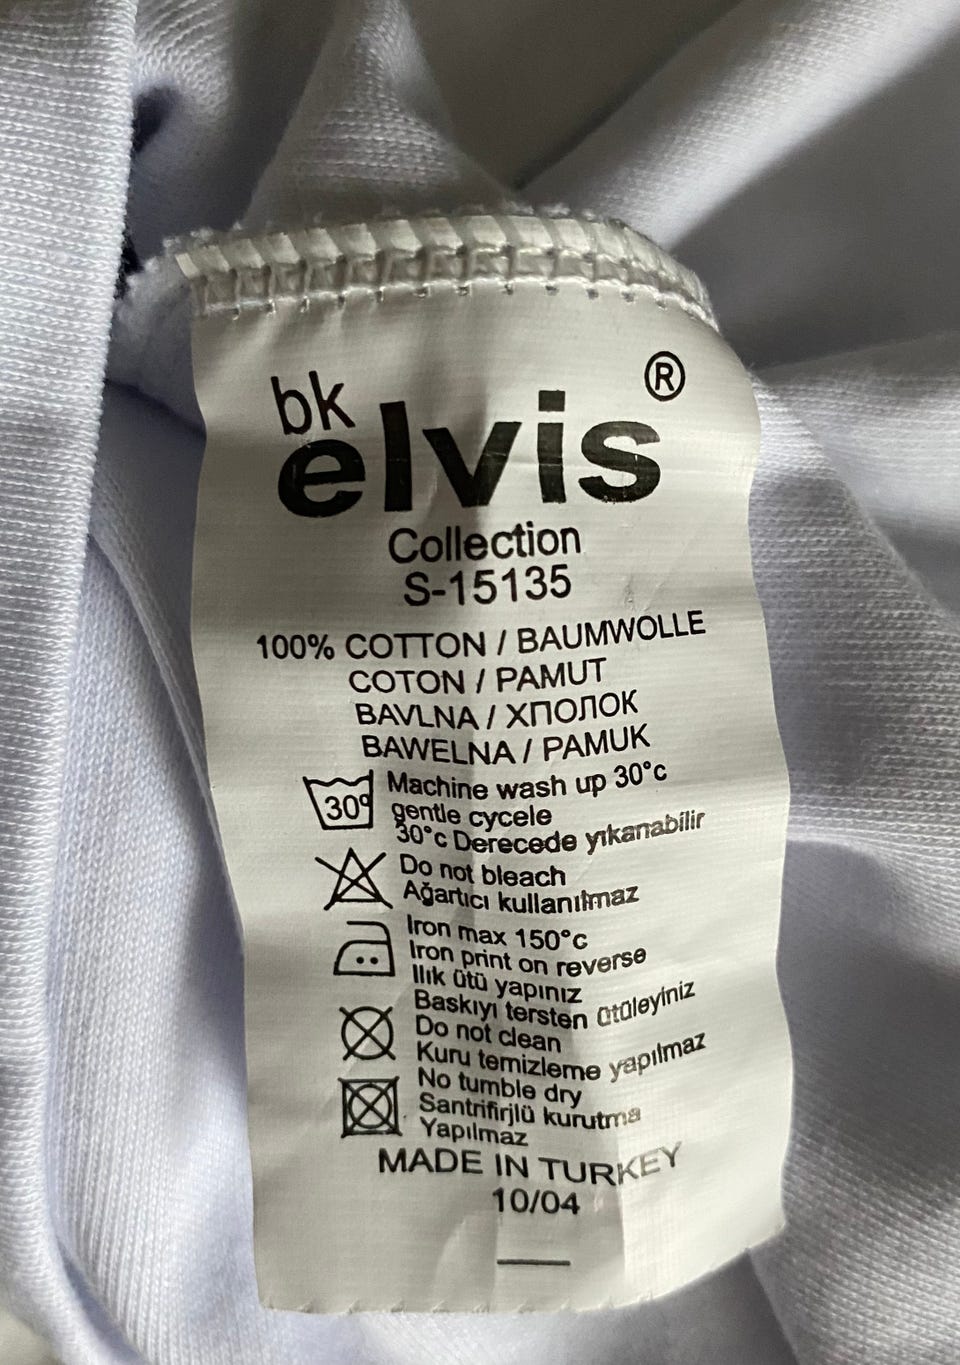 bk
elvis ®
Collection
S-15135
100% COTTON / BAUMWOLLE
COTON / PAMUT
BAVLNA / ХПОЛОК
BAWELNA / PAMUK
30° Machine wash up 30°c
gentle cycele
30°c Derecede yıkanabilir
Do not bleach
Ağartıcı kullanılmaz
Iron max 150°c
Iron print on reverse
Ilık ütü yapınız
Baskıyı tersten ütüleyiniz
Do not clean
Kuru temizleme yapılmaz
No tumble dry
Santrifirjlü kurutma
Yapılmaz
MADE IN TURKEY
10/04